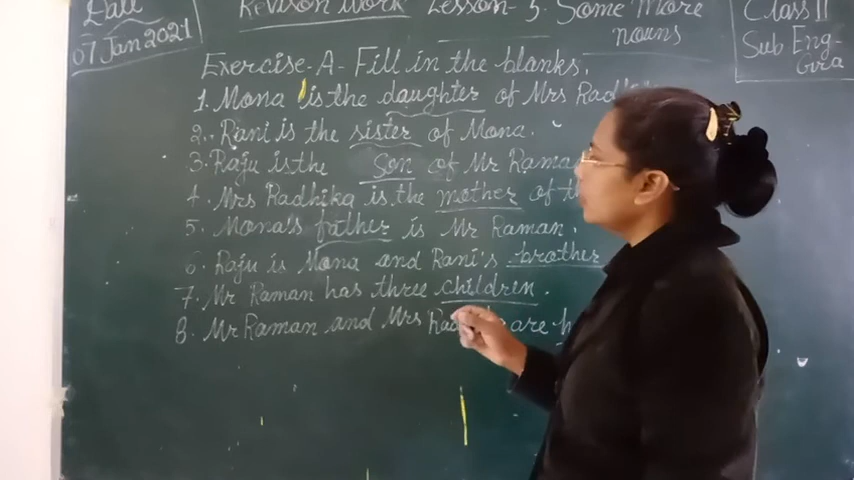 Date
07 Jan 2021
Revison Work Lesson-5. Some More
nouns
Class II
Sub Eng-
Gra
Exercise-A- Fill in the blanks.
1. Mona is the daughter of Mrs
2. Rani is the sister of Mona.
3. Raju is the son of Mr Raman
4. Mrs Radhika is the mother of
5. Mona's father is Mr Raman.
6. Raju is Mona and Rani's brother
7. Mr Raman has three children.
8. Mr Raman and Mrs are